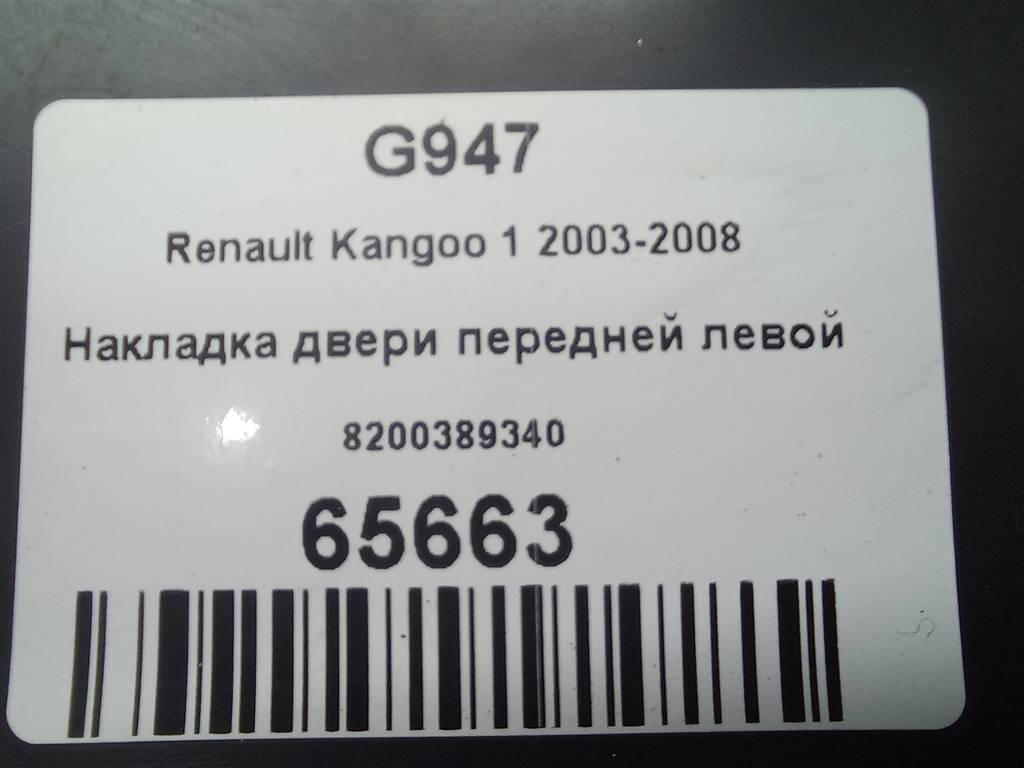 G947
Renault Kangoo 1 2003-2008
Накладка двери передней левой
8200389340
65663